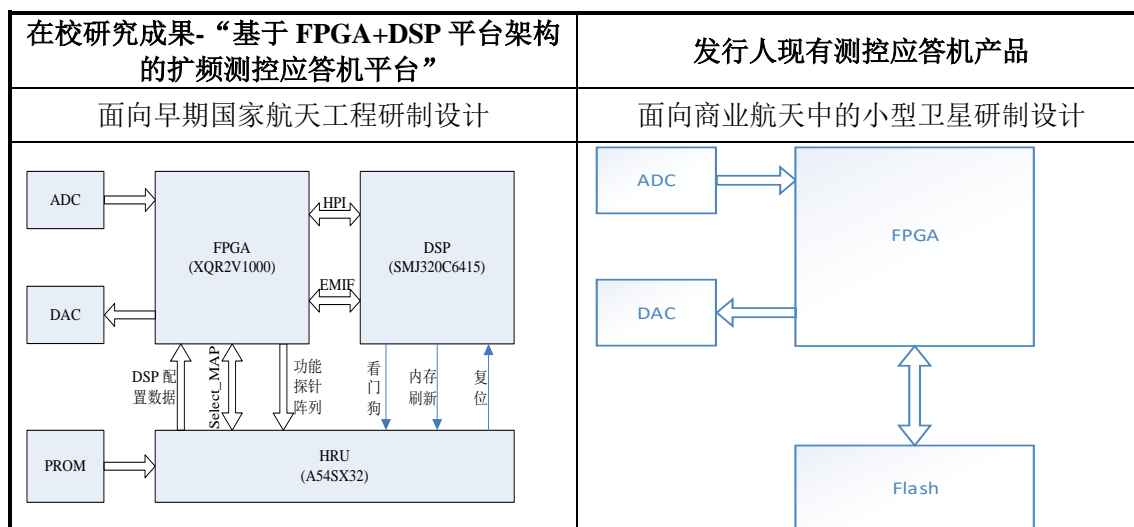 在校研究成果-“基于 FPGA+DSP 平台架构
的扩频测控应答机平台”
发行人现有测控应答机产品
面向早期国家航天工程研制设计
面向商业航天中的小型卫星研制设计
ADC
FPGA
(XQR2V1000)
HPI
DSP
(SMJ320C6415)
EMIF
DAC
DSP 配
置数据
Select_MAP
功能
探针
阵列
看
门
狗
内存
刷新
复
位
PROM
HRU
(A54SX32)
ADC
FPGA
DAC
Flash